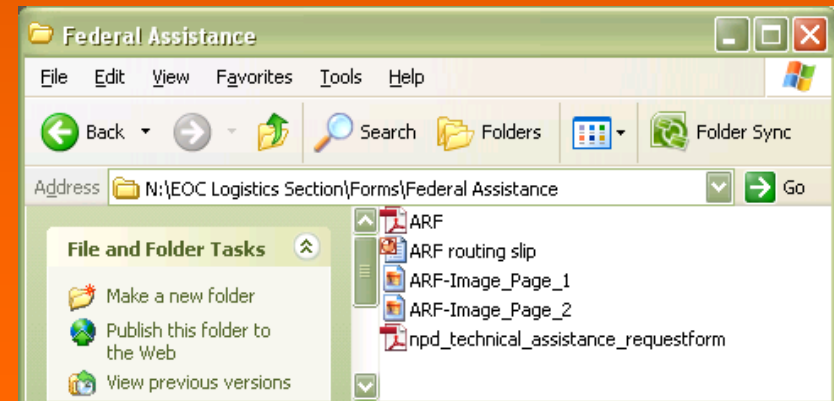 Federal Assistance
File Edit View Favorites Tools Help
Back Search Folders Folder Sync
Address N:\EOC Logistics Section\Forms\Federal Assistance Go
File and Folder Tasks
Make a new folder
Publish this folder to
the Web
View previous versions
ARF
ARF routing slip
ARF-Image_Page_1
ARF-Image_Page_2
npd_technical_assistance_requestform